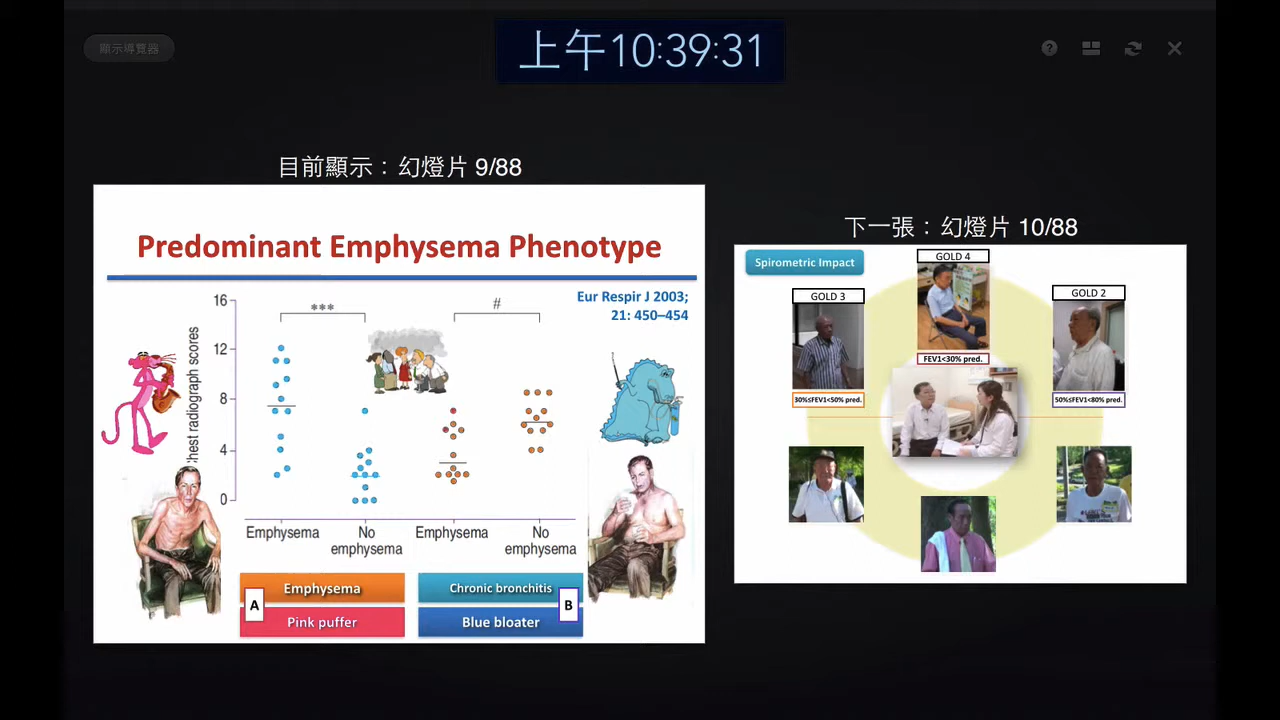 顯示導覽器
上午10:39:31
目前顯示：幻燈片 9/88
Predominant Emphysema Phenotype
Eur Respir J 2003;
21: 450–454
16
12
8
4
0
hest radiograph scores
***
#
Emphysema
No
emphysema
Emphysema
No
emphysema
A
Emphysema
Pink puffer
Chronic bronchitis
Blue bloater
B
下一張：幻燈片 10/88
Spirometric Impact
GOLD 4
FEV1<30% pred.
GOLD 3
30%≤FEV1<50% pred.
GOLD 2
50%≤FEV1<80% pred.